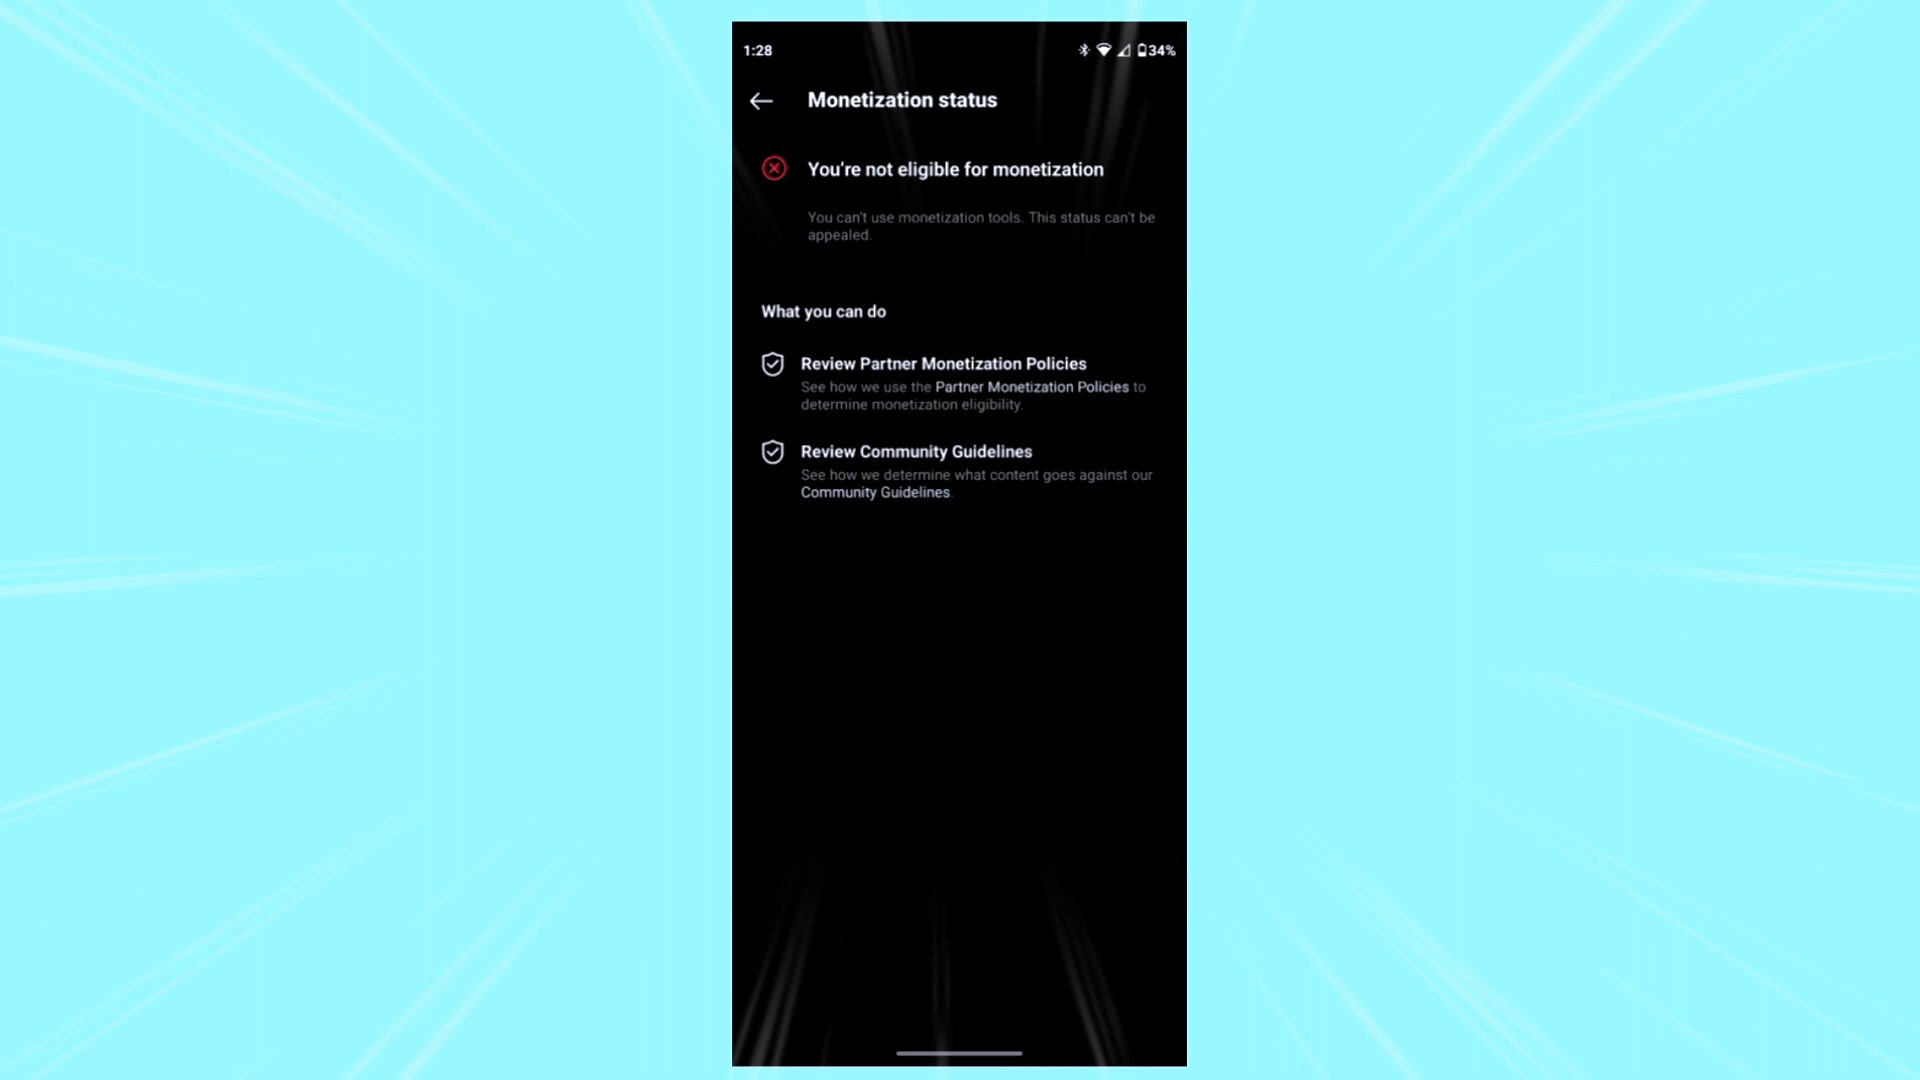 1:28
34%
Monetization status
You're not eligible for monetization
You can't use monetization tools. This status can't be
appealed.
What you can do
Review Partner Monetization Policies
See how we use the Partner Monetization Policies to
determine monetization eligibility.
Review Community Guidelines
See how we determine what content goes against our
Community Guidelines.